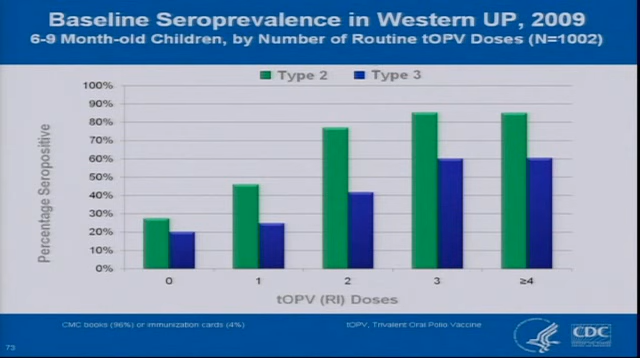 Baseline Seroprevalence in Western UP, 2009
6-9 Month-old Children, by Number of Routine tOPV Doses (N=1002)
Type 2 Type 3
100%
90%
80%
70%
60%
50%
40%
30%
20%
10%
0%
Percentage Seropositive
0 1 2 3 ≥4
tOPV (RI) Doses
CMC books (96%) or immunization cards (4%)
tOPV, Trivalent Oral Polio Vaccine
CDC
73